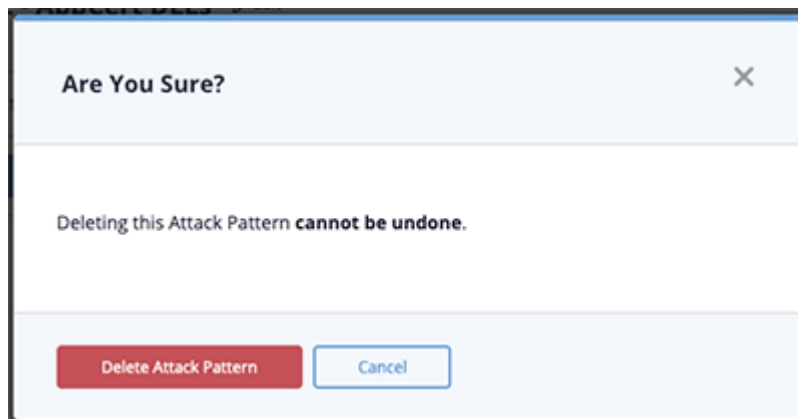 Are You Sure?
Deleting this Attack Pattern cannot be undone.
Delete Attack Pattern
Cancel